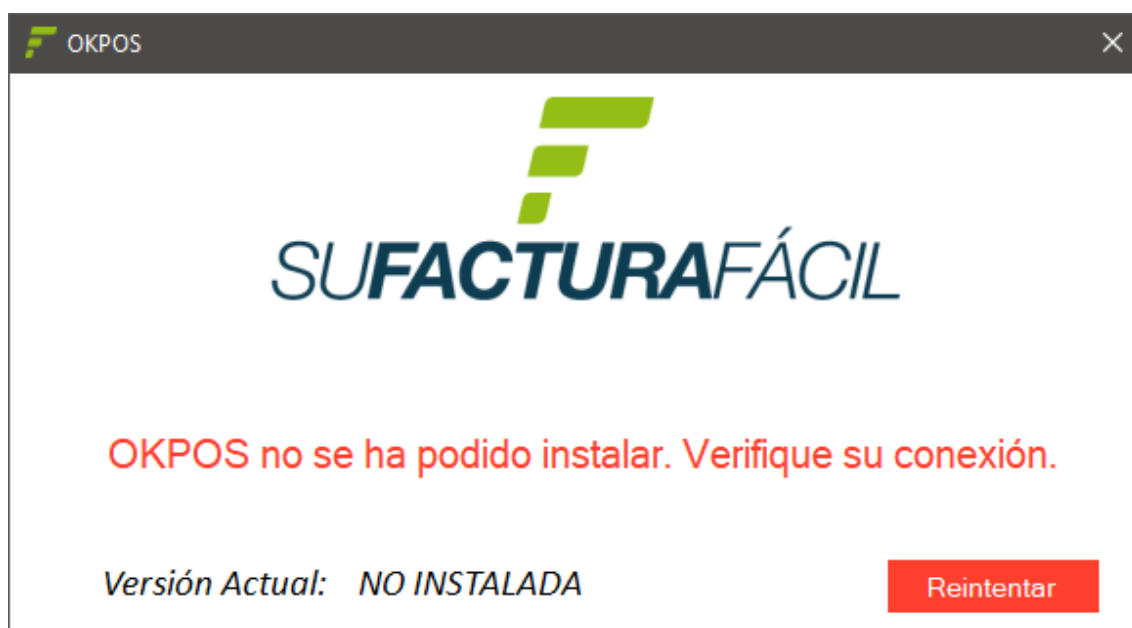 OKPOS
SUFACTURAFÁCIL
OKPOS no se ha podido instalar. Verifique su conexión.
Versión Actual: NO INSTALADA
Reintentar